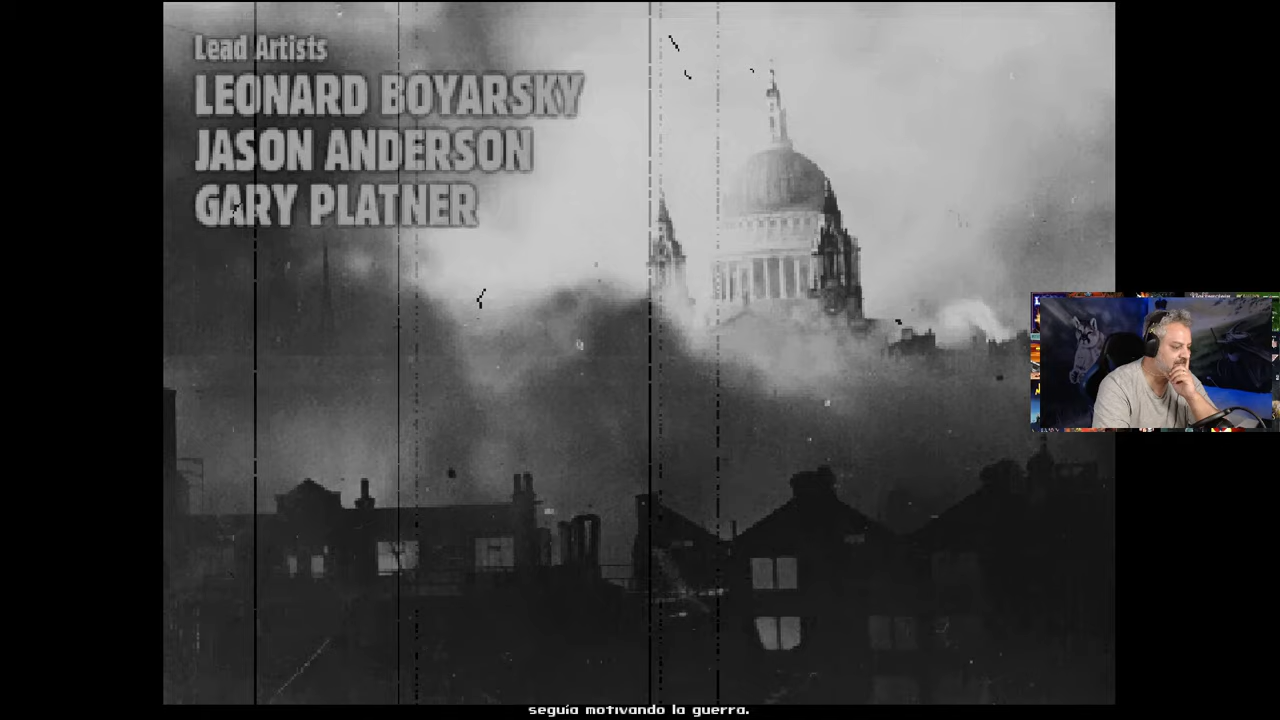 Lead Artists
LEONARD BOYARSKY
JASON ANDERSON
GARY PLATNER
seguía motivando la guerra.